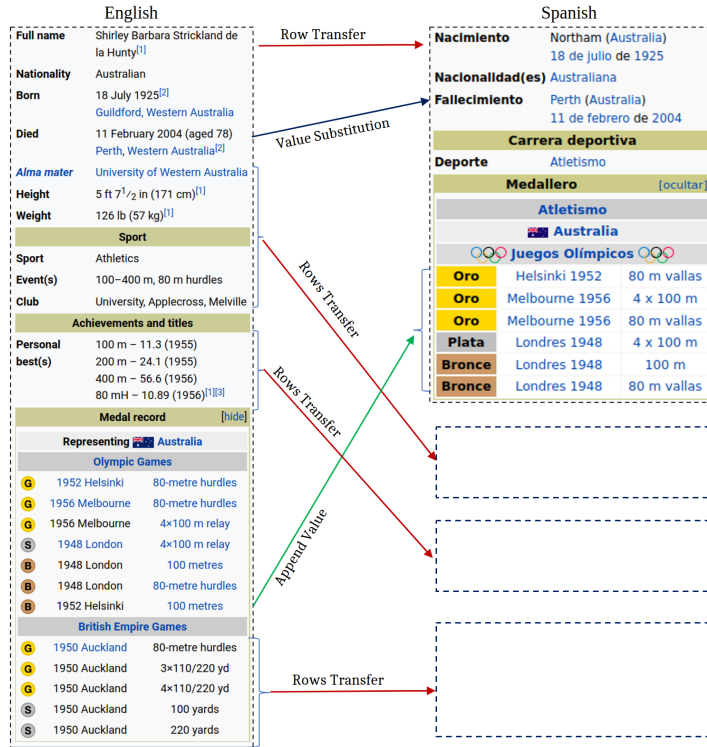 English
Full name Shirley Barbara Strickland de
la Hunty[1]
Nationality Australian
Born 18 July 1925[2]
Guildford, Western Australia
Died 11 February 2004 (aged 78)
Perth, Western Australia[2]
Alma mater University of Western Australia
Height 5 ft 7 1/2 in (171 cm)[1]
Weight 126 lb (57 kg)[1]
Sport
Sport Athletics
Event(s) 100–400 m, 80 m hurdles
Club University, Applecross, Melville
Achievements and titles
Personal 100 m – 11.3 (1955)
best(s) 200 m – 24.1 (1955)
400 m – 56.6 (1956)
80 mH – 10.89 (1956)[1][3]
Medal record [hide]
Representing Australia
Olympic Games
G 1952 Helsinki 80-metre hurdles
G 1956 Melbourne 80-metre hurdles
G 1956 Melbourne 4×100 m relay
S 1948 London 4×100 m relay
B 1948 London 100 metres
B 1948 London 80-metre hurdles
B 1952 Helsinki 100 metres
British Empire Games
G 1950 Auckland 80-metre hurdles
G 1950 Auckland 3×110/220 yd
G 1950 Auckland 4×110/220 yd
S 1950 Auckland 100 yards
S 1950 Auckland 220 yards
Row Transfer
Value Substitution
Rows Transfer
Rows Transfer
Append Value
Rows Transfer
Spanish
Nacimiento Northam (Australia)
18 de julio de 1925
Nacionalidad(es) Australiana
Fallecimiento Perth (Australia)
11 de febrero de 2004
Carrera deportiva
Deporte Atletismo
Medallero [ocultar]
Atletismo
Australia
Juegos Olímpicos
Oro Helsinki 1952 80 m vallas
Oro Melbourne 1956 4 x 100 m
Oro Melbourne 1956 80 m vallas
Plata Londres 1948 4 x 100 m
Bronce Londres 1948 100 m
Bronce Londres 1948 80 m vallas